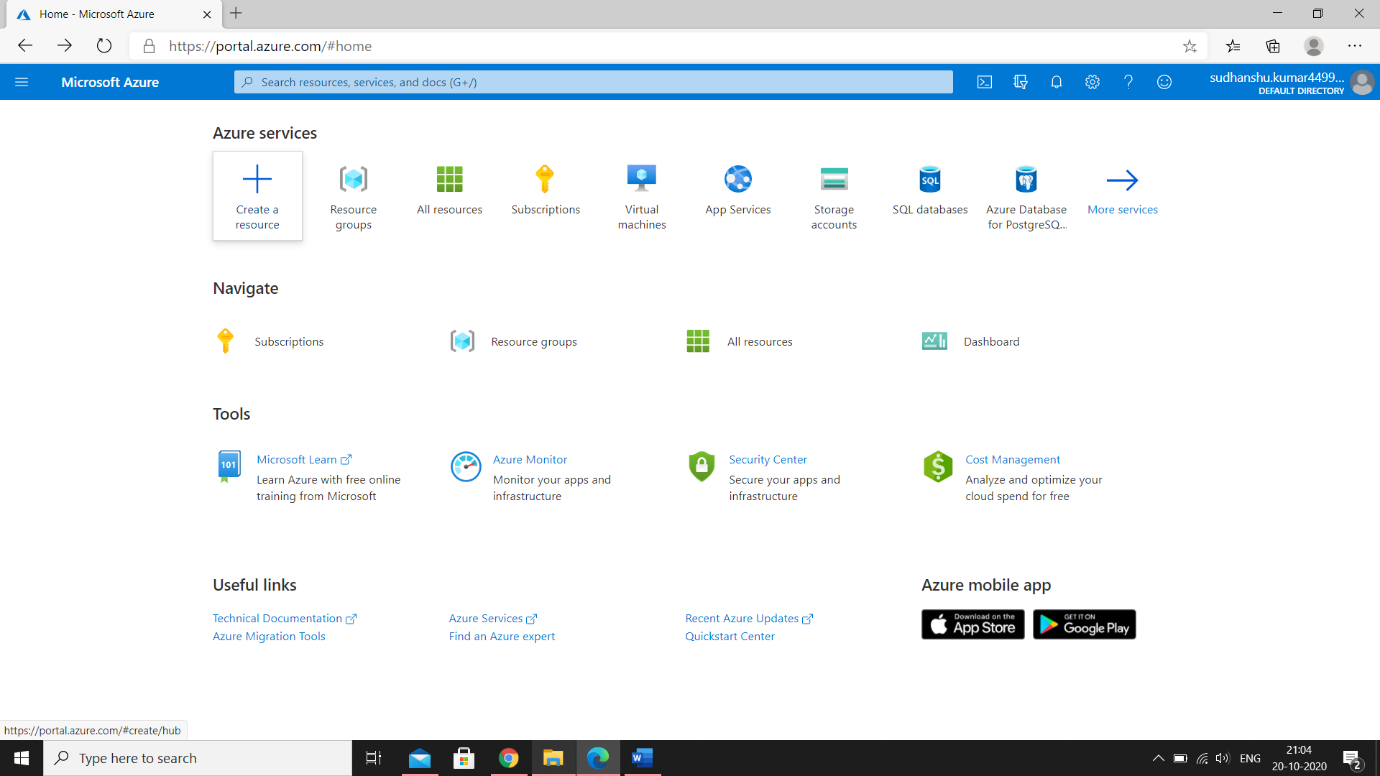 Home - Microsoft Azure
https://portal.azure.com/#home
Microsoft Azure
Search resources, services, and docs (G+/)
sudhanshu.kumar4499...
DEFAULT DIRECTORY
Azure services
Create a
resource
Resource
groups
All resources
Subscriptions
Virtual
machines
App Services
Storage
accounts
SQL
SQL databases
Azure Database
for PostgreSQ...
More services
Navigate
Subscriptions
Resource groups
All resources
Dashboard
Tools
101
Microsoft Learn
Learn Azure with free online
training from Microsoft
Azure Monitor
Monitor your apps and
infrastructure
Security Center
Secure your apps and
infrastructure
$
Cost Management
Analyze and optimize your
cloud spend for free
Useful links
Technical Documentation
Azure Migration Tools
Azure Services
Find an Azure expert
Recent Azure Updates
Quickstart Center
Azure mobile app
Download on the
App Store
GET IT ON
Google Play
https://portal.azure.com/#create/hub
Type here to search
W
ENG
21:04
20-10-2020
2